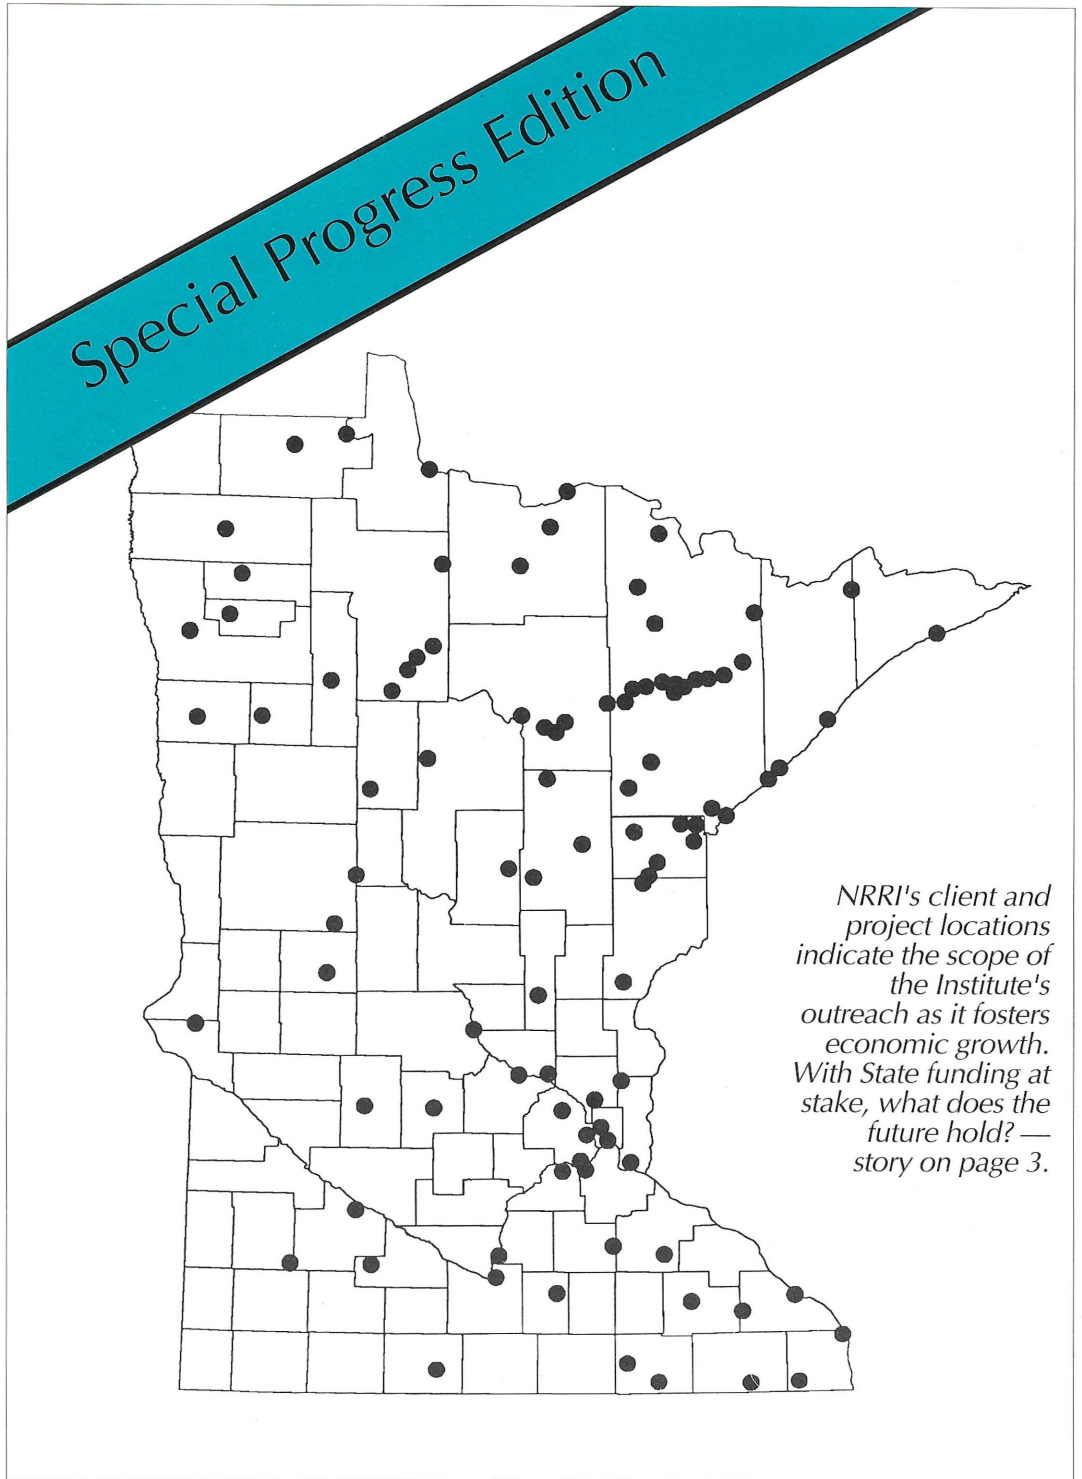 Special Progress Edition
NRRI's client and
project locations
indicate the scope of
the Institute's
outreach as it fosters
economic growth.
With State funding at
stake, what does the
future hold? —
story on page 3.